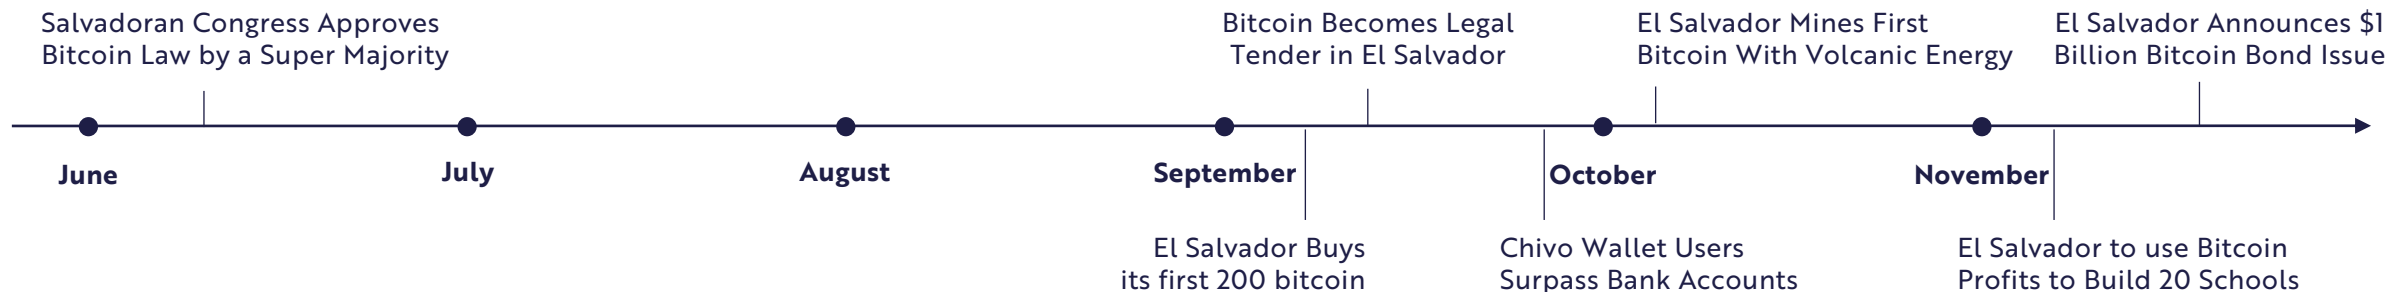 Salvadoran Congress Approves
Bitcoin Law by a Super Majority
Bitcoin Becomes Legal
Tender in El Salvador
El Salvador Mines First
Bitcoin With Volcanic Energy
El Salvador Announces $1
Billion Bitcoin Bond Issue
June
July
August
September
October
November
El Salvador Buys
its first 200 bitcoin
Chivo Wallet Users
Surpass Bank Accounts
El Salvador to use Bitcoin
Profits to Build 20 Schools